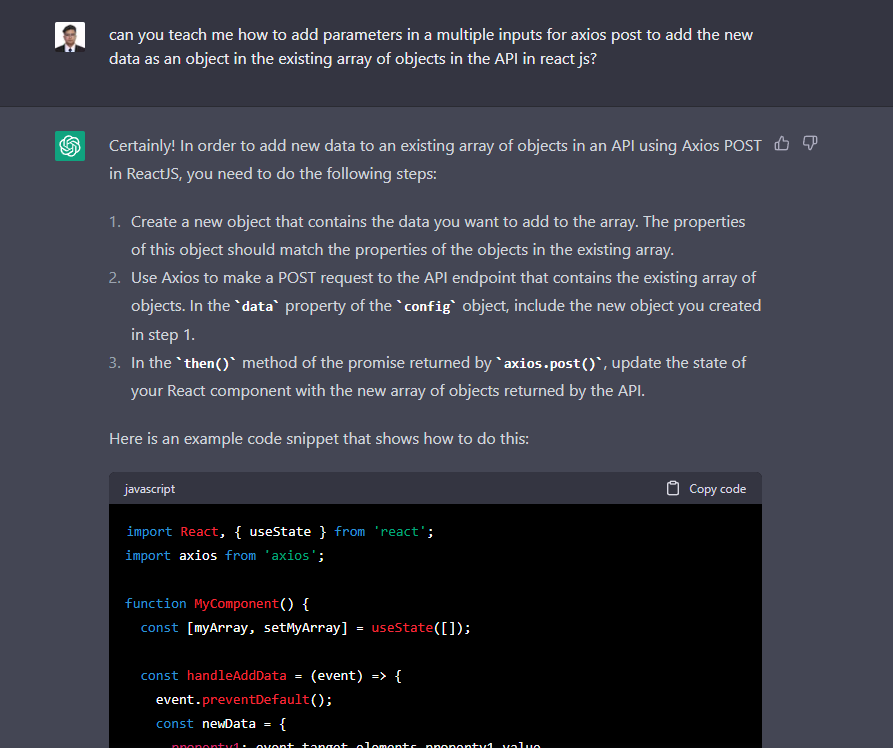 can you teach me how to add parameters in a multiple inputs for axios post to add the new
data as an object in the existing array of objects in the API in react js?
Certainly! In order to add new data to an existing array of objects in an API using Axios POST
in ReactJS, you need to do the following steps:
1. Create a new object that contains the data you want to add to the array. The properties
of this object should match the properties of the objects in the existing array.
2. Use Axios to make a POST request to the API endpoint that contains the existing array of
objects. In the `data` property of the `config` object, include the new object you created
in step 1.
3. In the `then()` method of the promise returned by `axios.post()`, update the state of
your React component with the new array of objects returned by the API.
Here is an example code snippet that shows how to do this:
javascript Copy code
import React, { useState } from 'react';
import axios from 'axios';
function MyComponent() {
const [myArray, setMyArray] = useState([]);
const handleAddData = (event) => {
event.preventDefault();
const newData = {
property1: event.target.elements.property1.value